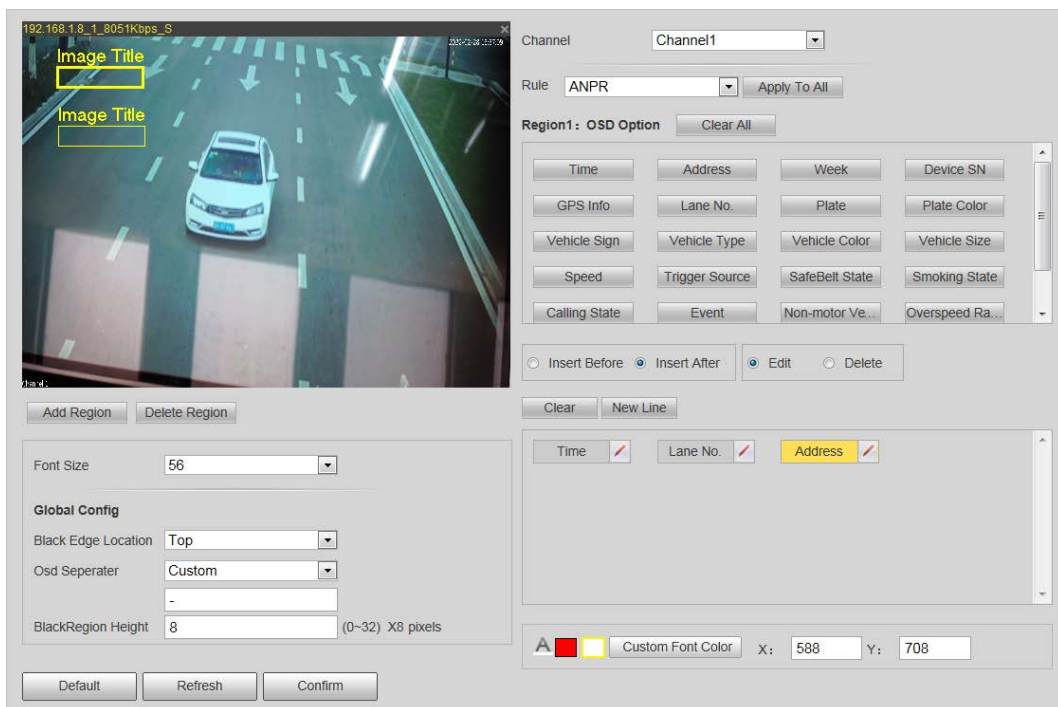 192.168.1.8_1_8051Kbps_S
Image Title
Image Title
Channel Channel1
Rule ANPR Apply To All
Region1: OSD Option Clear All
Time Address Week Device SN
GPS Info Lane No. Plate Plate Color
Vehicle Sign Vehicle Type Vehicle Color Vehicle Size
Speed Trigger Source SafeBelt State Smoking State
Calling State Event Non-motor Ve... Overspeed Ra...
Insert Before Insert After Edit Delete
Add Region Delete Region
Clear New Line
Time Lane No. Address
Font Size 56
Global Config
Black Edge Location Top
Osd Seperater Custom
-
BlackRegion Height 8 (0~32) X8 pixels
A Custom Font Color X: 588 Y: 708
Default Refresh Confirm